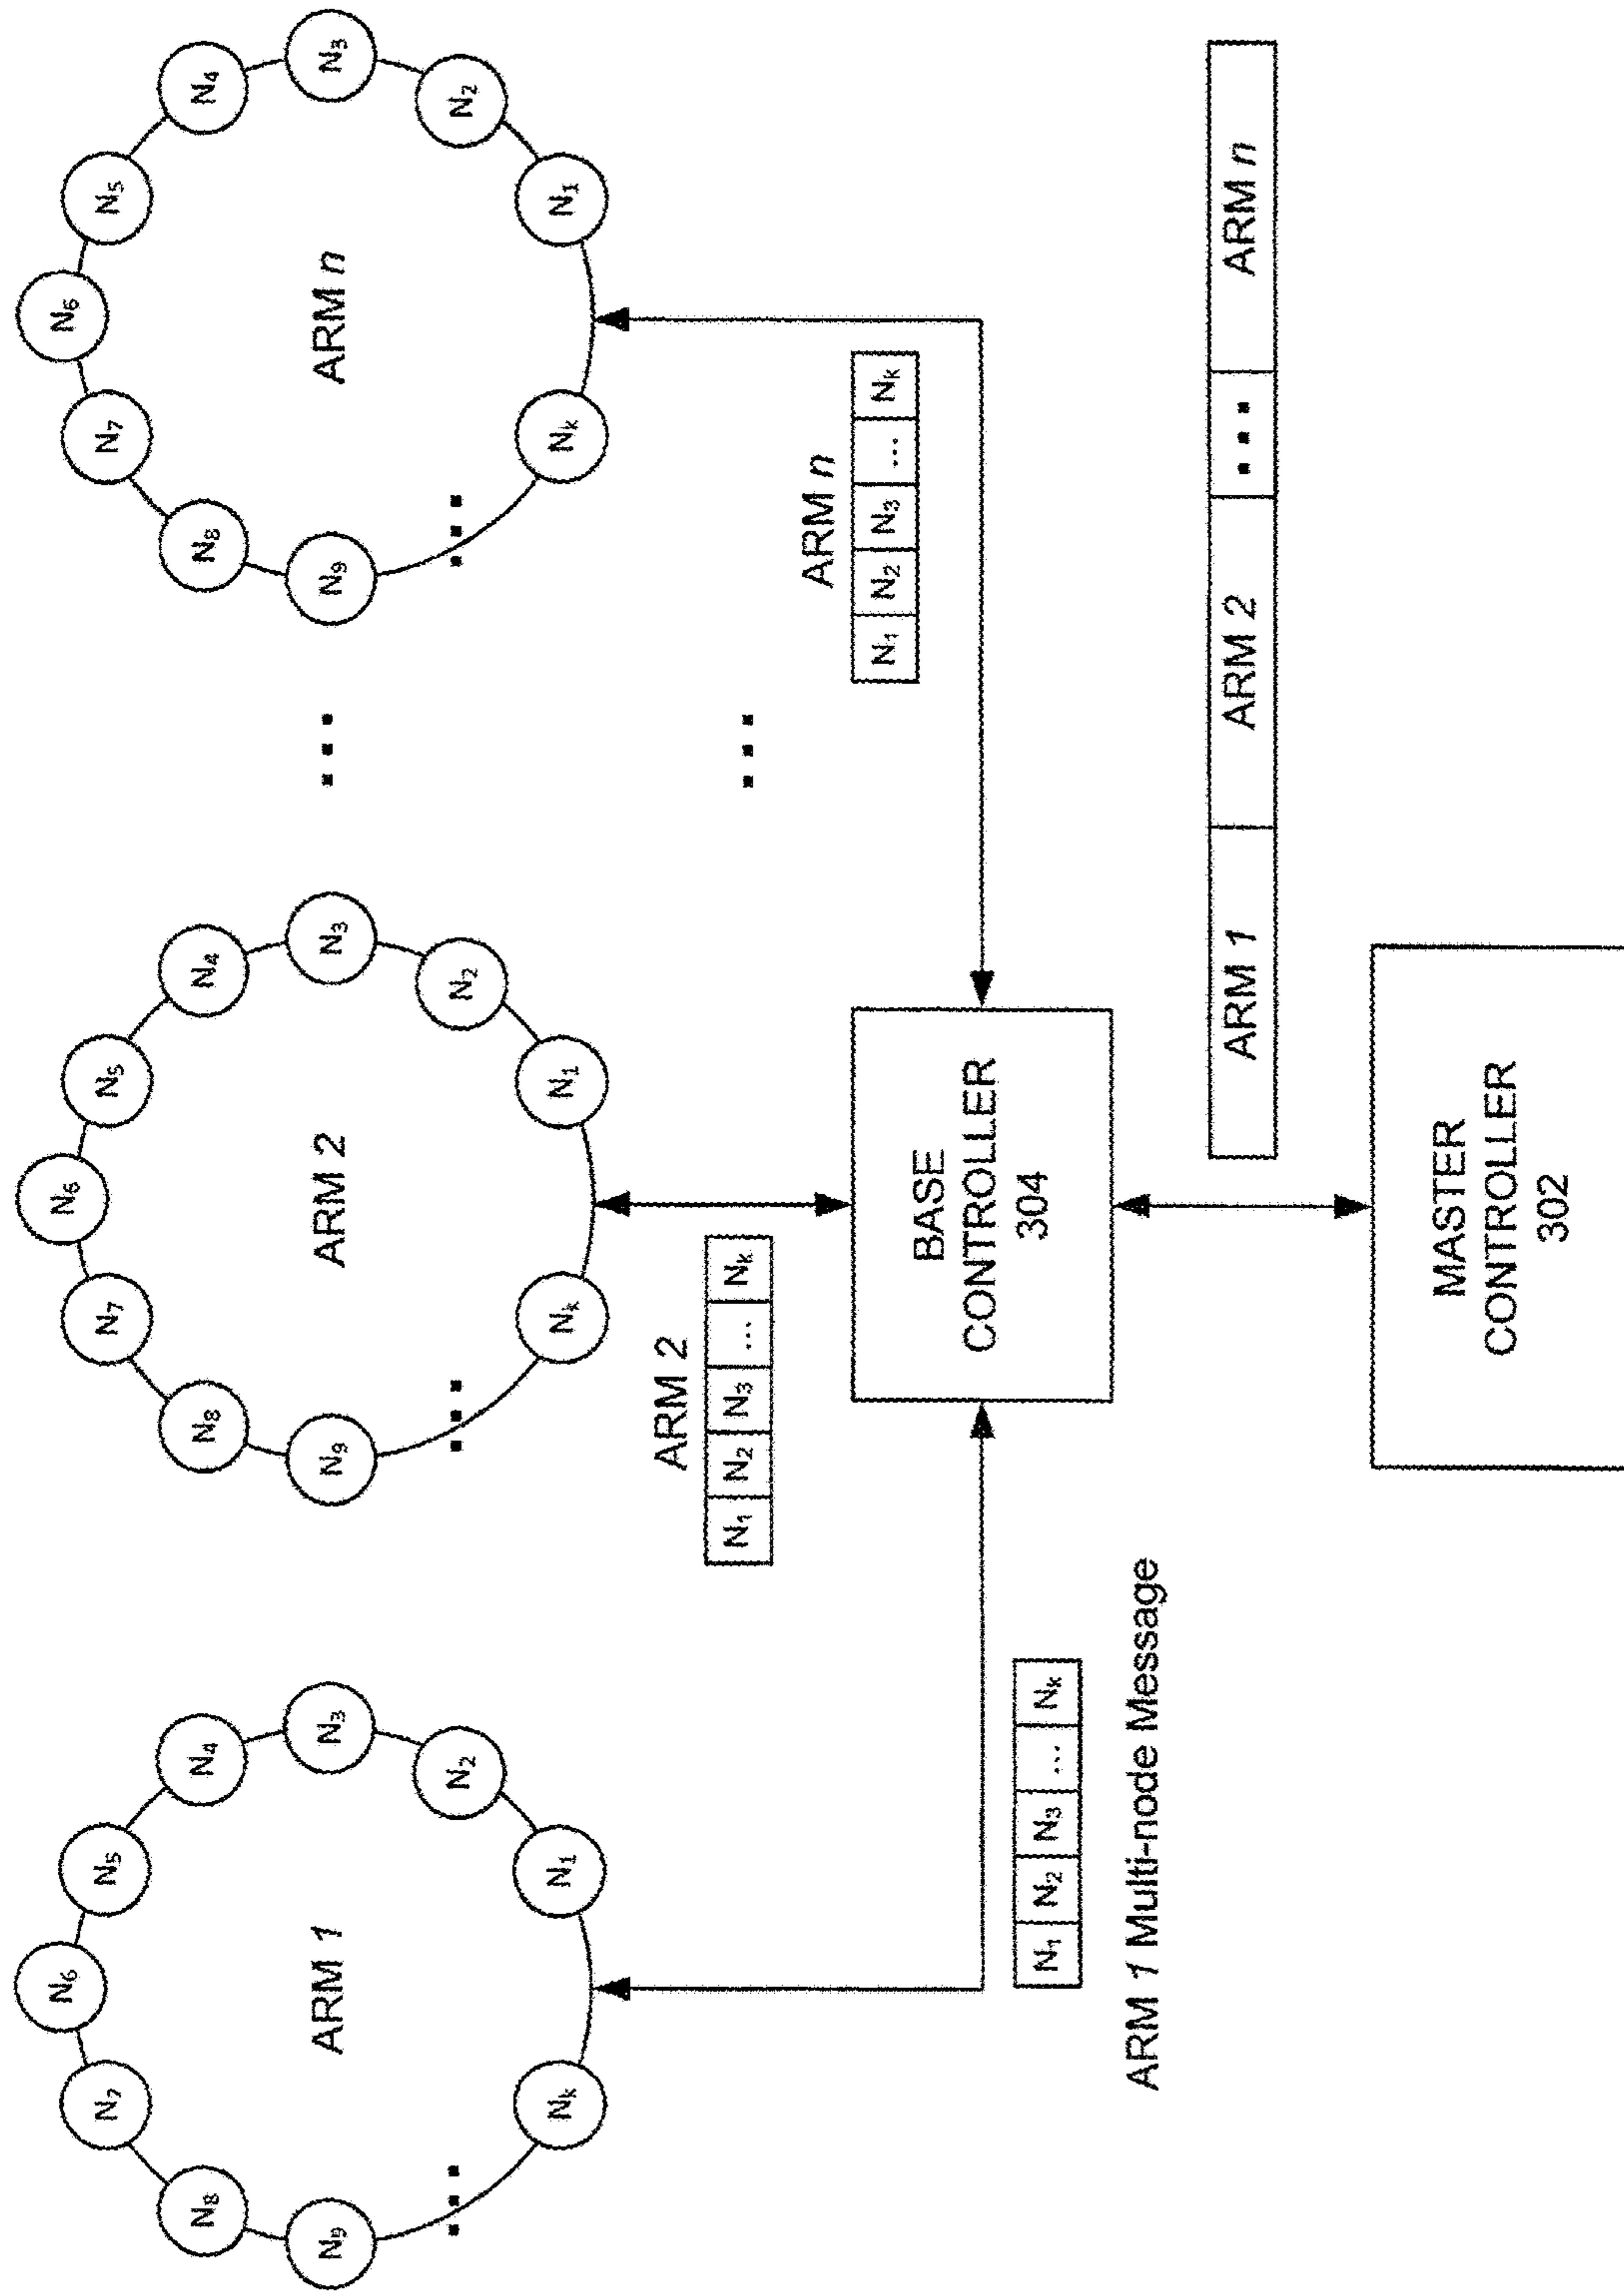 N₆
N₇
N₅
N₈
N₄
N₉
ARM 1
N₃
N₂
...
Nₖ
N₁
N₆
N₇
N₅
N₈
N₄
N₉
ARM 2
N₃
N₂
...
Nₖ
N₁
...
N₆
N₇
N₅
N₈
N₄
N₉
ARM n
N₃
N₂
...
Nₖ
N₁
ARM 2
N₁ N₂ N₃ ... Nₖ
...
ARM n
N₁ N₂ N₃ ... Nₖ
BASE
CONTROLLER
304
N₁ N₂ N₃ ... Nₖ
ARM 1 Multi-node Message
ARM 1 ARM 2 ... ARM n
MASTER
CONTROLLER
302